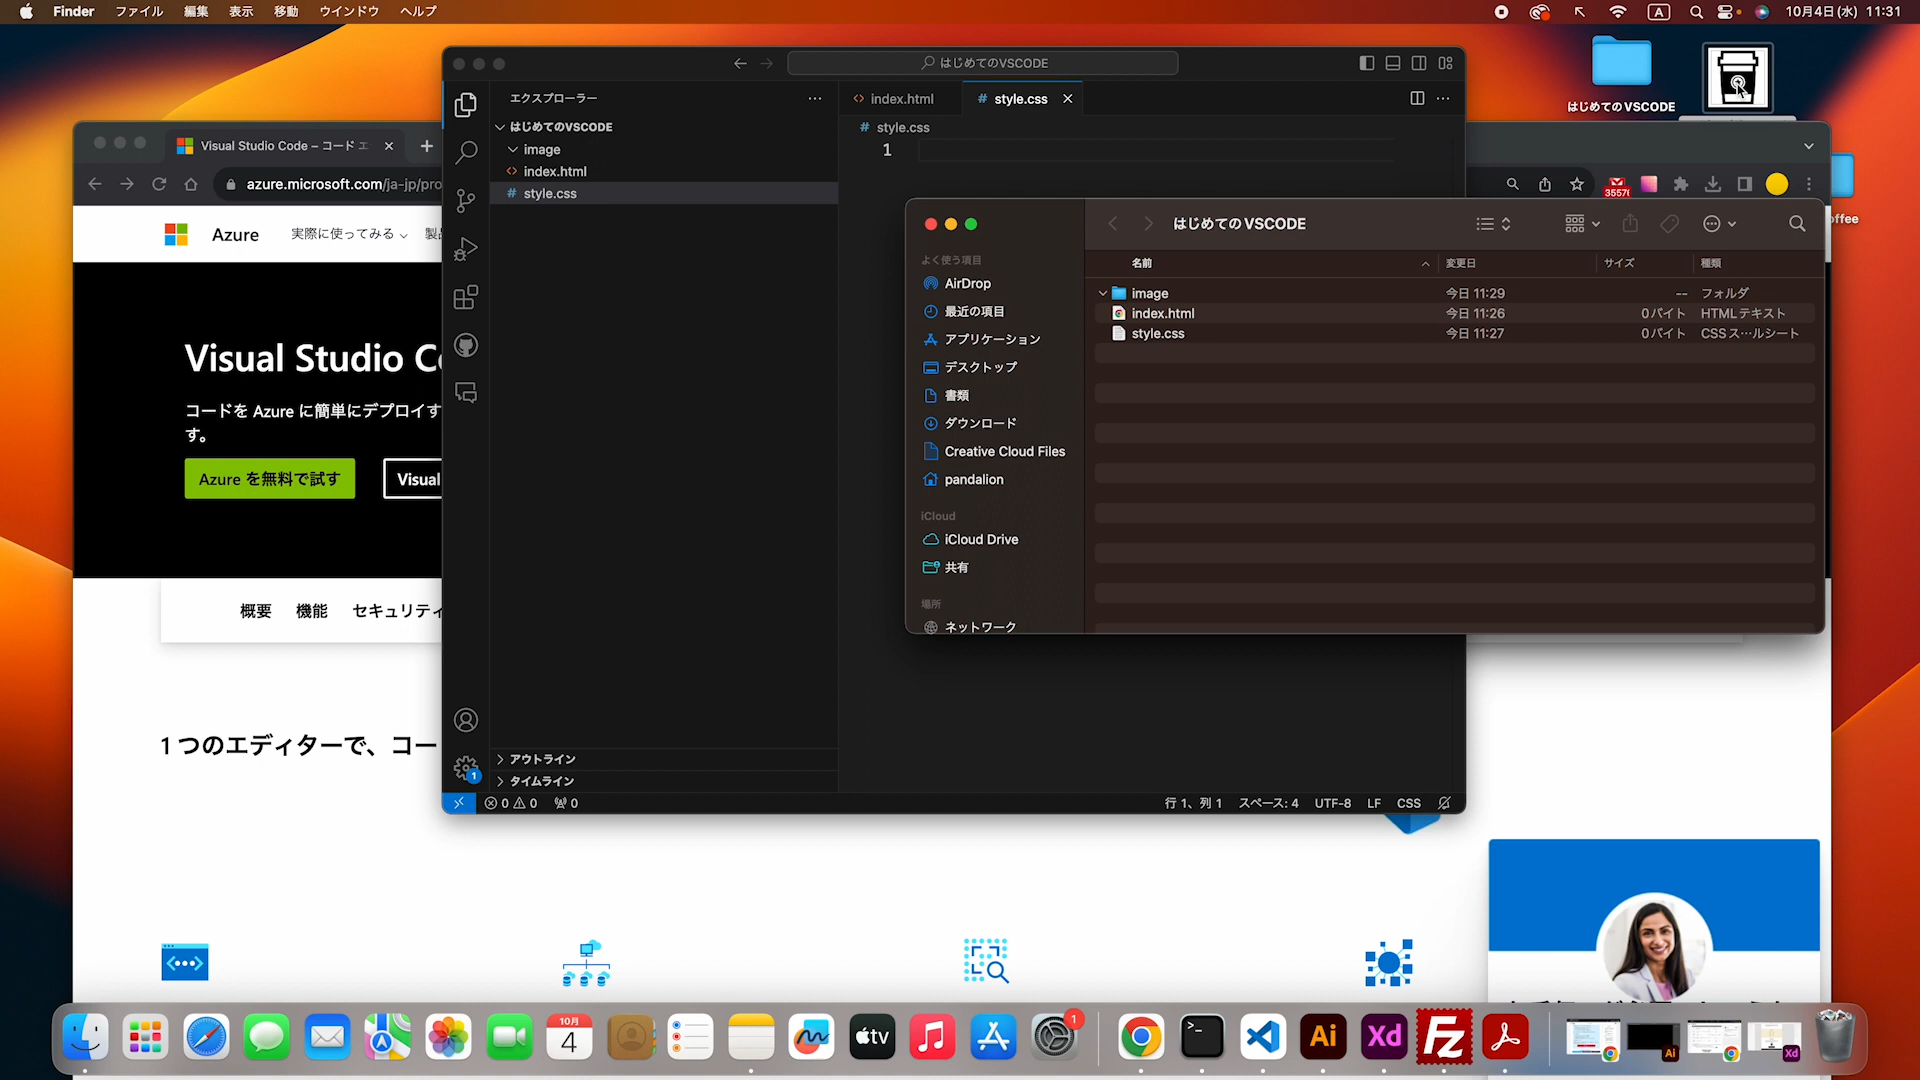 Finder ファイル 編集 表示 移動 ウインドウ ヘルプ
A 10月4日(水) 11:31
はじめてのVSCODE
ffee
はじめてのVSCODE
エクスプローラー
index.html
style.css
はじめてのVSCODE
image
index.html
style.css
style.css
1
アウトライン
タイムライン
1
0 0 0
行 1、列 1 スペース: 4 UTF-8 LF CSS
Visual Studio Code – コード エ
azure.microsoft.com/ja-jp/pro
35576
Azure 実際に使ってみる 製品
Visual Studio Co
コードを Azure に簡単にデプロイす
す。
Azure を無料で試す Visual
概要 機能 セキュリティ
1 つのエディターで、コー
はじめてのVSCODE
よく使う項目
AirDrop
最近の項目
アプリケーション
デスクトップ
書類
ダウンロード
Creative Cloud Files
pandalion
iCloud
iCloud Drive
共有
場所
ネットワーク
名前 変更日 サイズ 種類
image 今日 11:29 -- フォルダ
index.html 今日 11:26 0バイト HTMLテキスト
style.css 今日 11:27 0バイト CSSス…ルシート
10月
4
tv
1
Ai
Xd
Fz
Ai
Xd